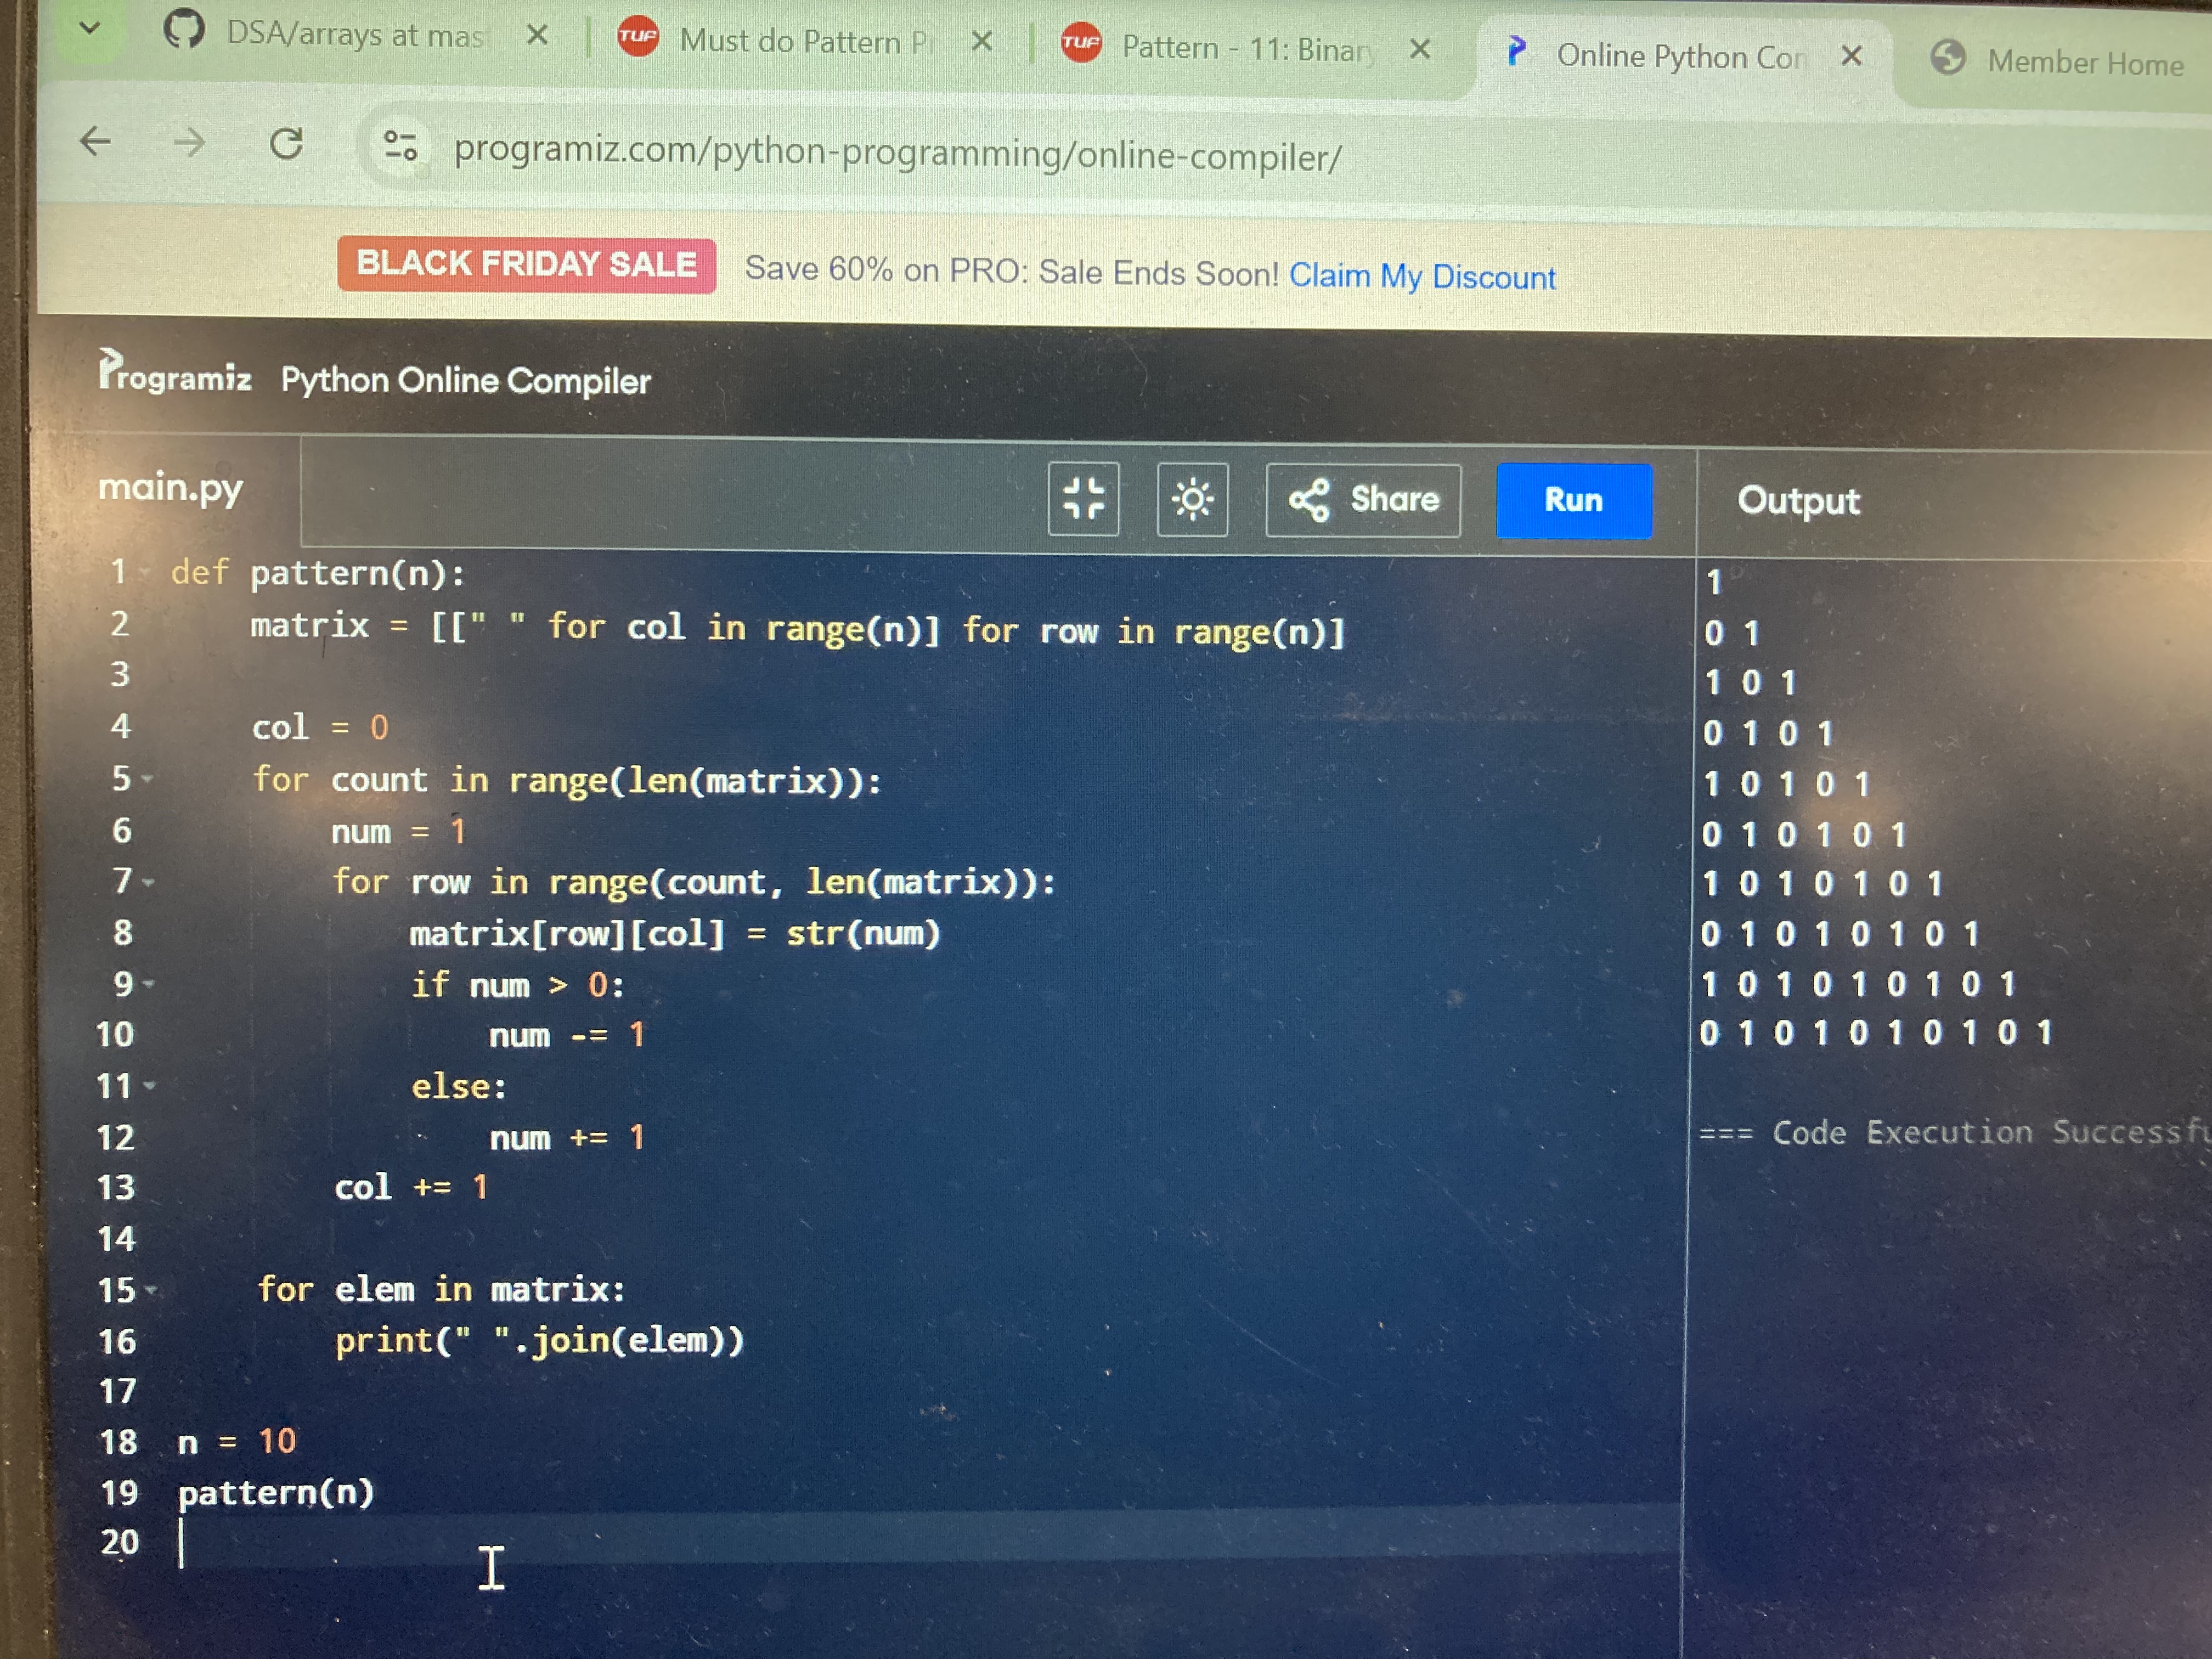 DSA/arrays at mas
TUF Must do Pattern P
TUF Pattern - 11: Binary
Online Python Con
Member Home
programiz.com/python-programming/online-compiler/
BLACK FRIDAY SALE Save 60% on PRO: Sale Ends Soon! Claim My Discount
Programiz Python Online Compiler
main.py
Share
Run
Output
1 def pattern(n):
2     matrix = [[" " for col in range(n)] for row in range(n)]
3
4     col = 0
5     for count in range(len(matrix)):
6         num = 1
7         for row in range(count, len(matrix)):
8             matrix[row][col] = str(num)
9             if num > 0:
10                 num -= 1
11             else:
12                 num += 1
13         col += 1
14
15     for elem in matrix:
16         print(" ".join(elem))
17
18 n = 10
19 pattern(n)
20
1
0 1
1 0 1
0 1 0 1
1 0 1 0 1
0 1 0 1 0 1
1 0 1 0 1 0 1
0 1 0 1 0 1 0 1
1 0 1 0 1 0 1 0 1
0 1 0 1 0 1 0 1 0 1
=== Code Execution Successfu